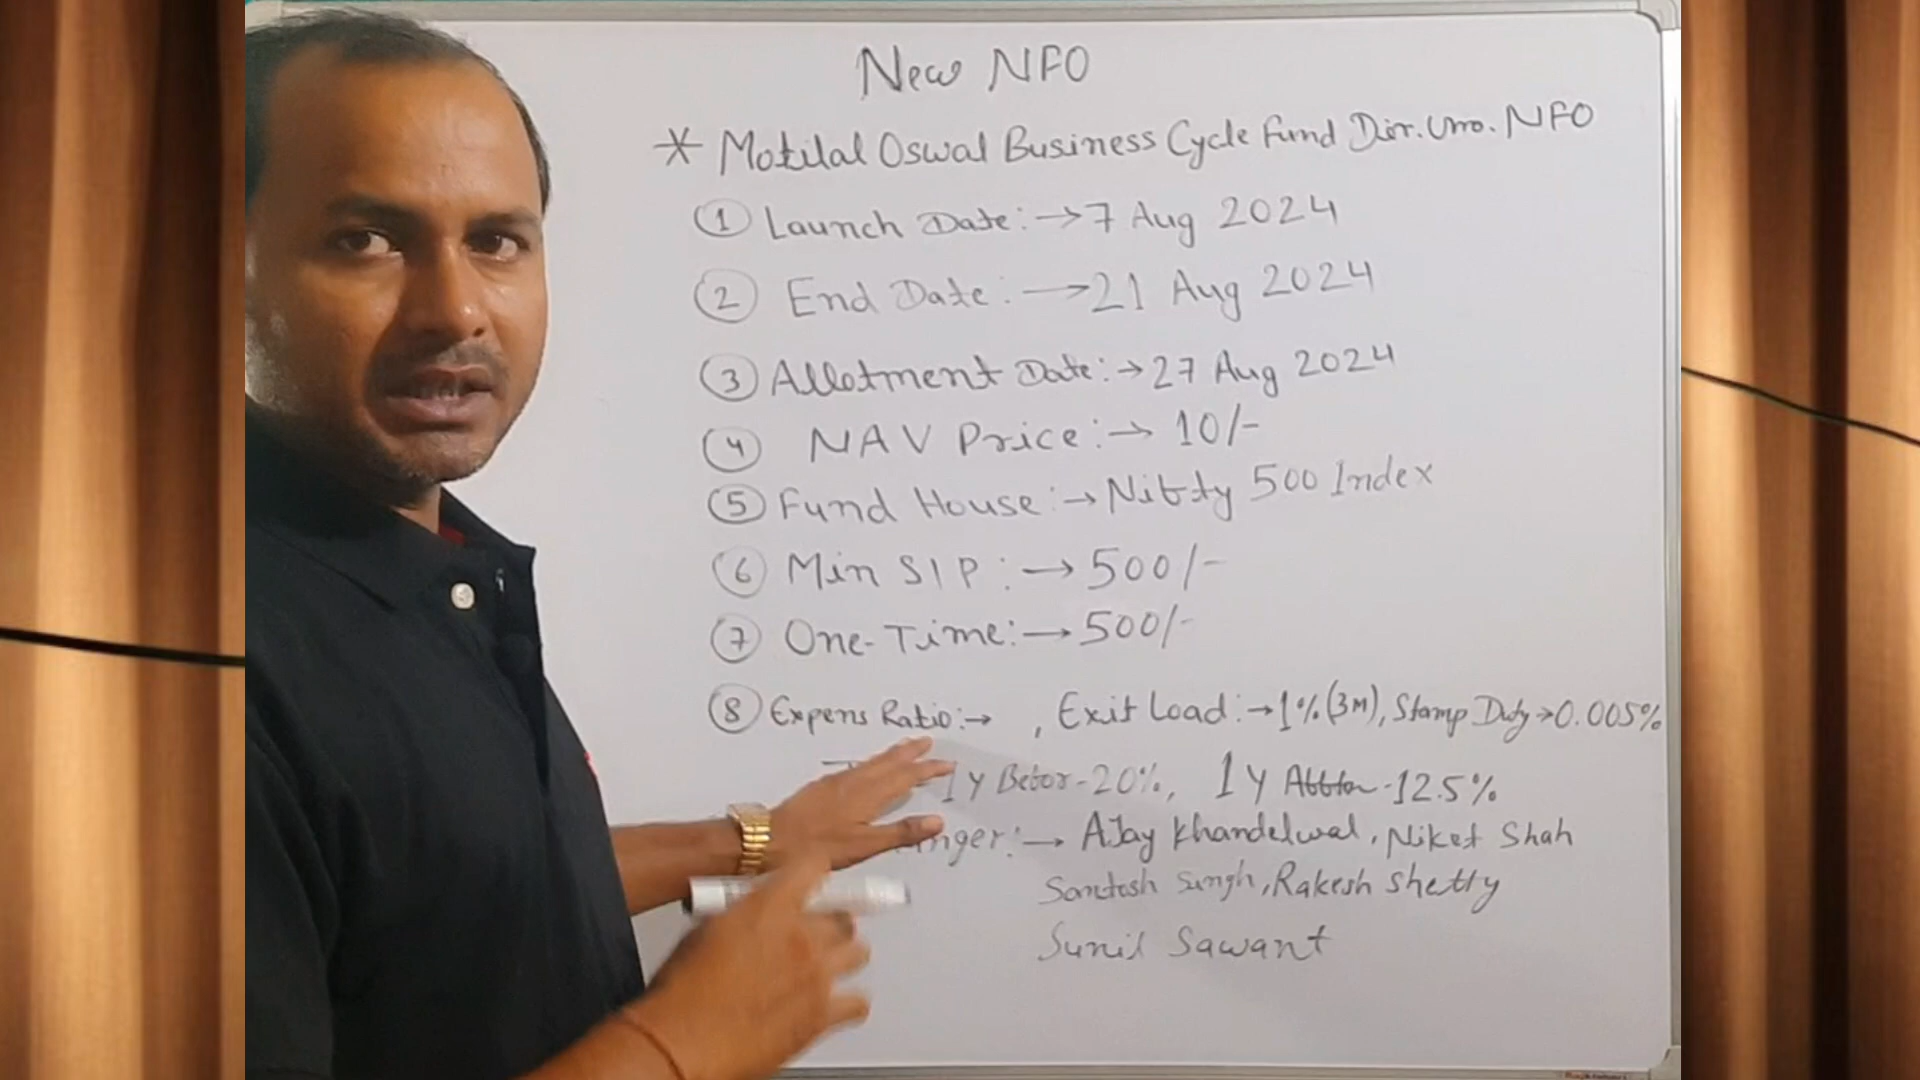 New NFO
* Motilal Oswal Business Cycle Fund Dir. Gro. NFO
① Launch Date:→7 Aug 2024
② End Date:→21 Aug 2024
③ Allotment Date:→27 Aug 2024
④ NAV Price:→ 10/-
⑤ Fund House:→Nifty 500 Index
⑥ Min SIP:→500/-
⑦ One-Time:→500/-
⑧ Expens Ratio:→ , Exit Load:→1%(3M), Stamp Duty→0.005%
1Y Befor-20%, 1Y After-12.5%
nger:→ AJay Khandelwal, Niket Shah
Santosh Singh, Rakesh Shetty
Sunil Sawant